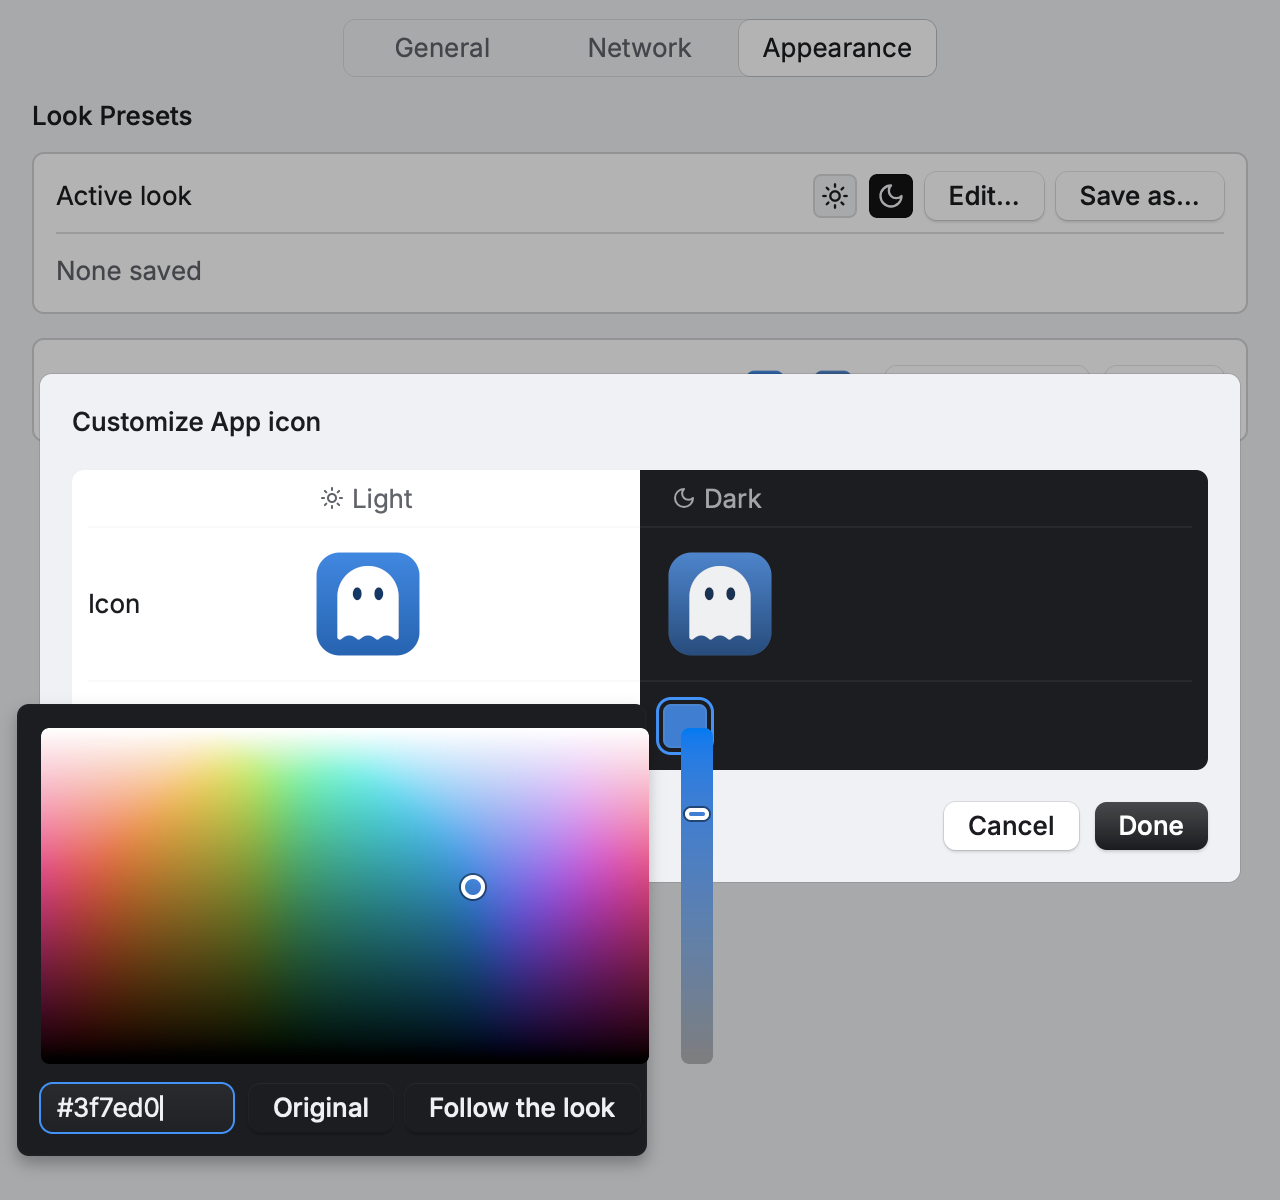 General Network Appearance
Look Presets
Active look Edit... Save as...
None saved
Customize App icon
Light Dark
Icon
Cancel Done
#3f7ed0 Original Follow the look